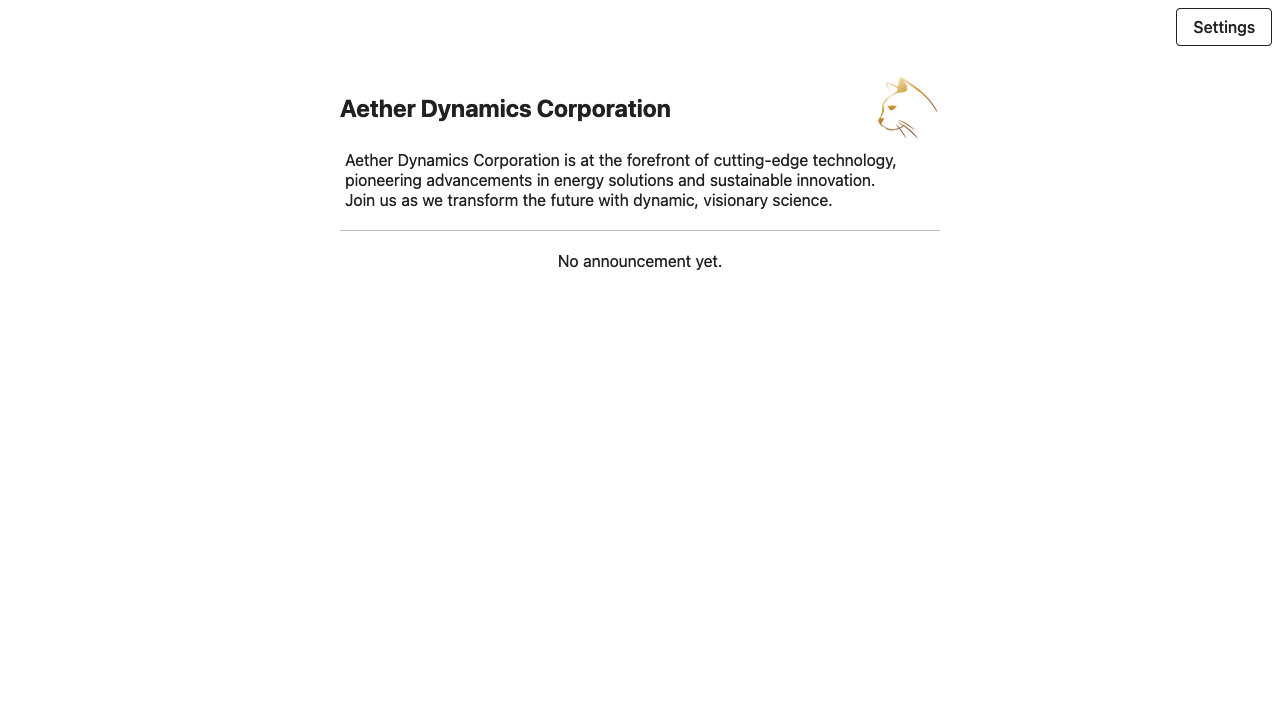 Settings
Aether Dynamics Corporation
Aether Dynamics Corporation is at the forefront of cutting-edge technology,
pioneering advancements in energy solutions and sustainable innovation.
Join us as we transform the future with dynamic, visionary science.
No announcement yet.